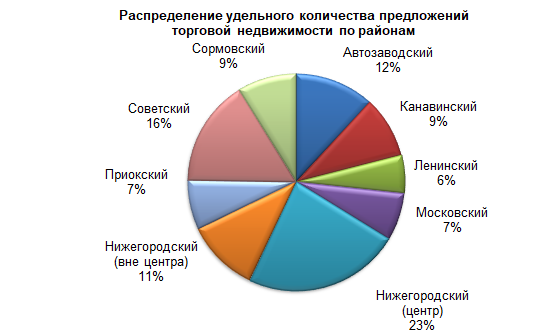 Распределение удельного количества предложений
торговой недвижимости по районам
Автозаводский
12%
Канавинский
9%
Ленинский
6%
Московский
7%
Нижегородский
(центр)
23%
Нижегородский
(вне центра)
11%
Приокский
7%
Советский
16%
Сормовский
9%